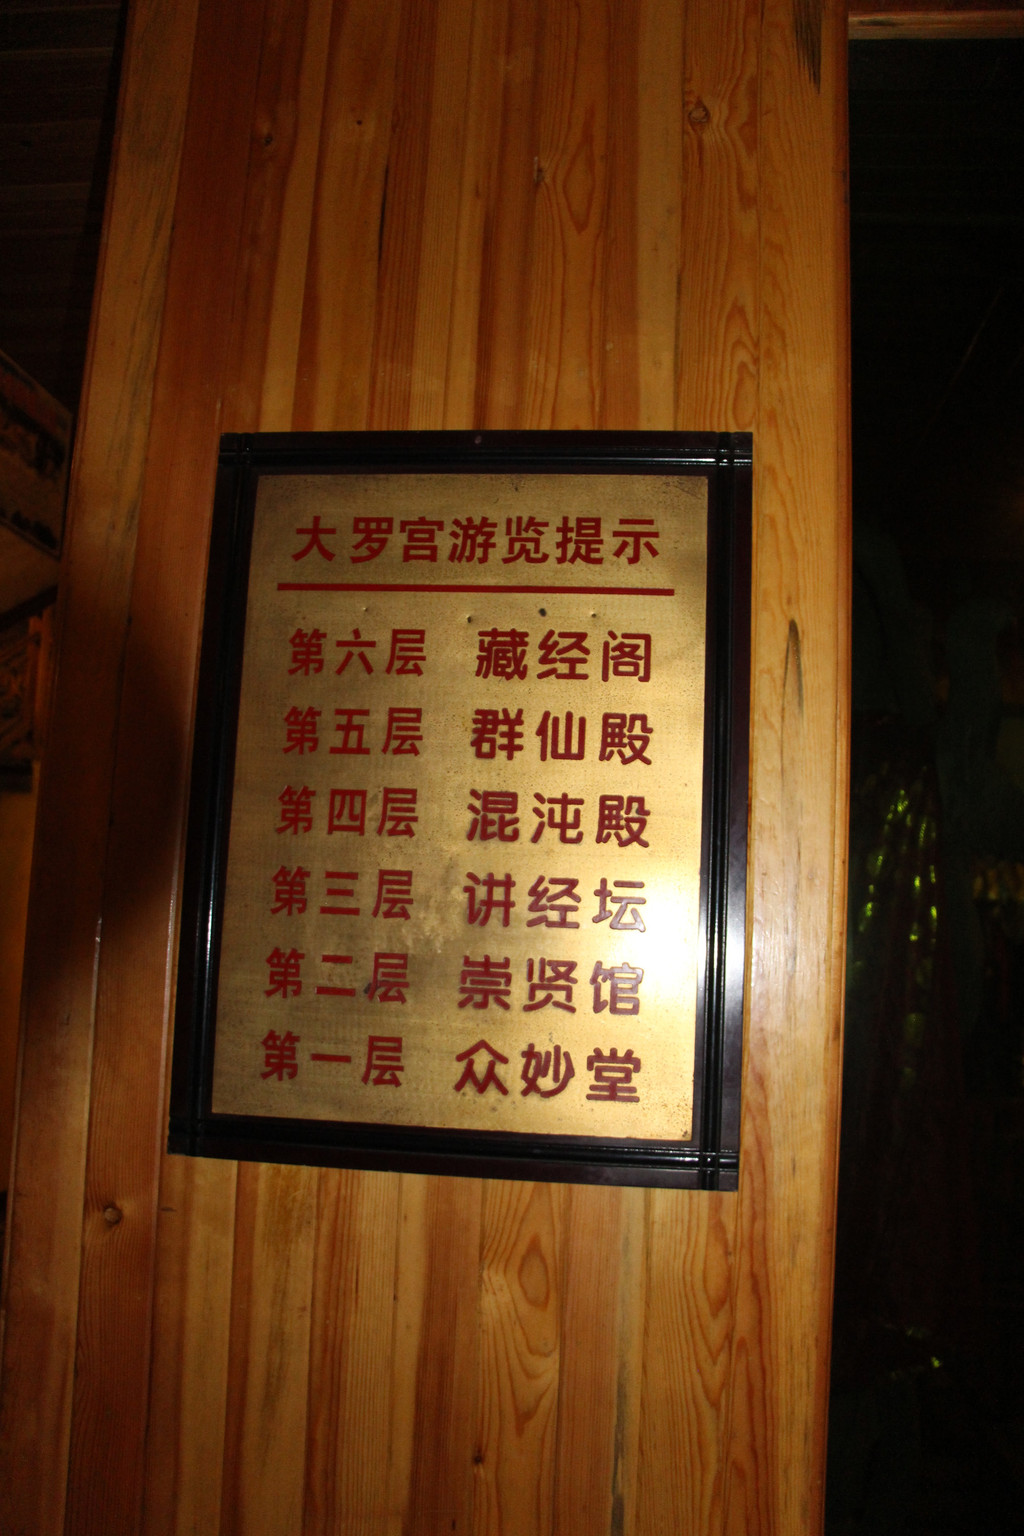 大罗宫游览提示
第六层 藏经阁
第五层 群仙殿
第四层 混沌殿
第三层 讲经坛
第二层 崇贤馆
第一层 众妙堂